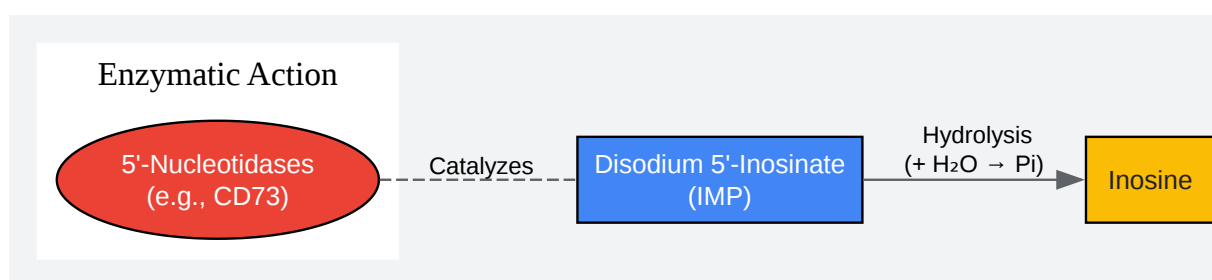 Enzymatic Action
5'-Nucleotidases
(e.g., CD73)
Catalyzes
Disodium 5'-Inosinate
(IMP)
Hydrolysis
(+ H₂O → Pi)
Inosine